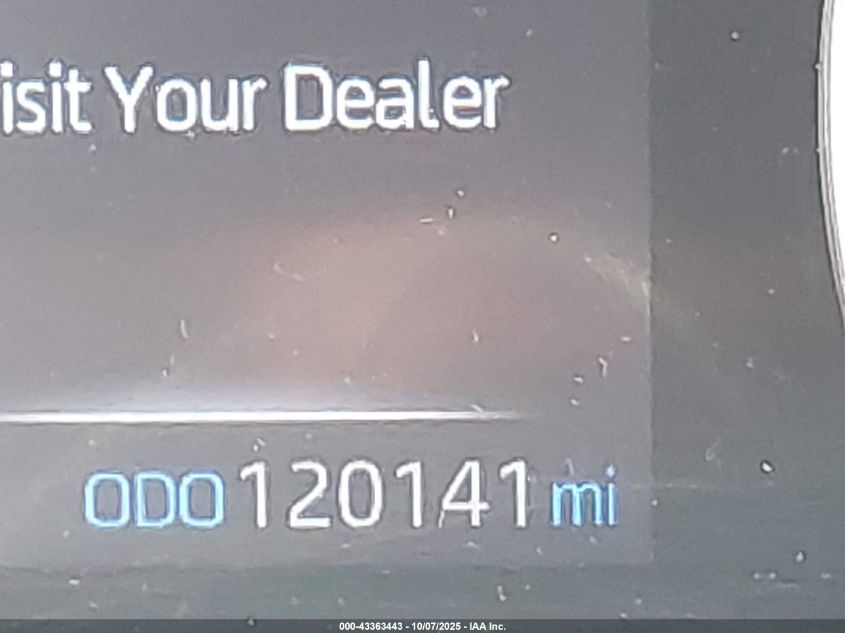 isit Your Dealer
ODO 120141 mi
000-43363443 - 10/07/2025 - IAA Inc.